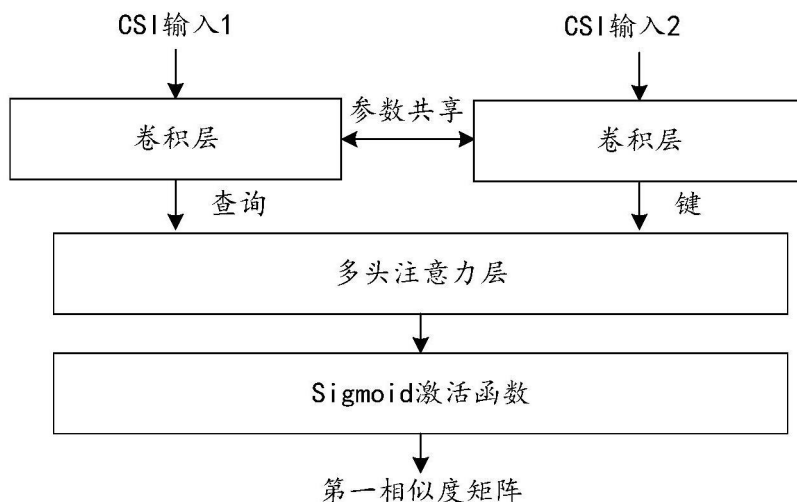 CSI输入1
CSI输入2
卷积层
参数共享
卷积层
查询
键
多头注意力层
Sigmoid激活函数
第一相似度矩阵